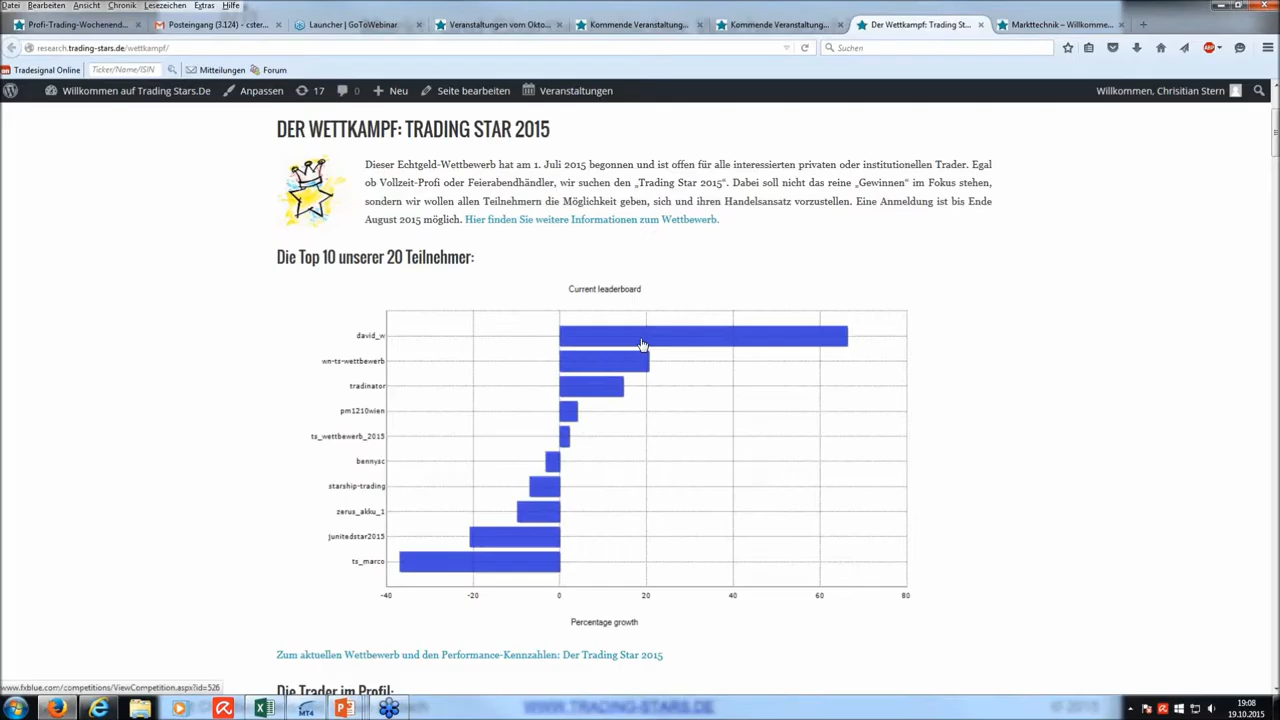 Datei Bearbeiten Ansicht Chronik Lesezeichen Extras Hilfe
Profi-Trading-Wochenend... Posteingang (3.124) - cster... Launcher | GoToWebinar Veranstaltungen vom Okto... Kommende Veranstaltung... Kommende Veranstaltung... Der Wettkampf: Trading St... Markttechnik – Willkomme...
research.trading-stars.de/wettkampf/ Suchen
Tradesignal Online Ticker/Name/ISIN Mitteilungen Forum
Willkommen auf Trading Stars.De Anpassen 17 0 Neu Seite bearbeiten Veranstaltungen Willkommen, Chrisitian Stern
DER WETTKAMPF: TRADING STAR 2015
Dieser Echtgeld-Wettbewerb hat am 1. Juli 2015 begonnen und ist offen für alle interessierten privaten oder institutionellen Trader. Egal
ob Vollzeit-Profi oder Feierabendhändler, wir suchen den „Trading Star 2015“. Dabei soll nicht das reine „Gewinnen“ im Fokus stehen,
sondern wir wollen allen Teilnehmern die Möglichkeit geben, sich und ihren Handelsansatz vorzustellen. Eine Anmeldung ist bis Ende
August 2015 möglich. Hier finden Sie weitere Informationen zum Wettbewerb.
Die Top 10 unserer 20 Teilnehmer:
Current leaderboard
david_w
wn-ts-wettbewerb
tradinator
pm1210wien
ts_wettbewerb_2015
bennysc
starship-trading
zerus_akku_1
junitedstar2015
ts_marco
-40 -20 0 20 40 60 80
Percentage growth
Zum aktuellen Wettbewerb und den Performance-Kennzahlen: Der Trading Star 2015
Die Trader im Profil:
www.fxblue.com/competitions/ViewCompetition.aspx?id=526
MT4
WWW.TRADING-STARS.DE
19:08
19.10.2015